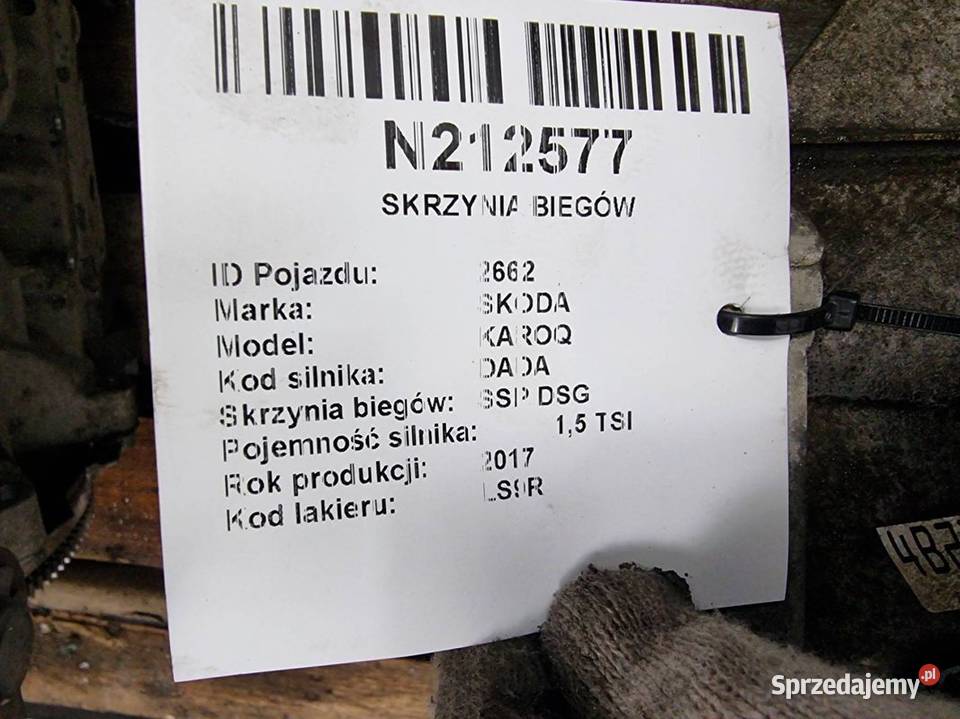 N212577
SKRZYNIA BIEGÓW
ID Pojazdu: 2662
Marka: SKODA
Model: KAROQ
Kod silnika: DADA
Skrzynia biegów: SSP DSG
Pojemność silnika: 1,5 TSI
Rok produkcji: 2017
Kod lakieru: LS9R
Sprzedajemy.pl